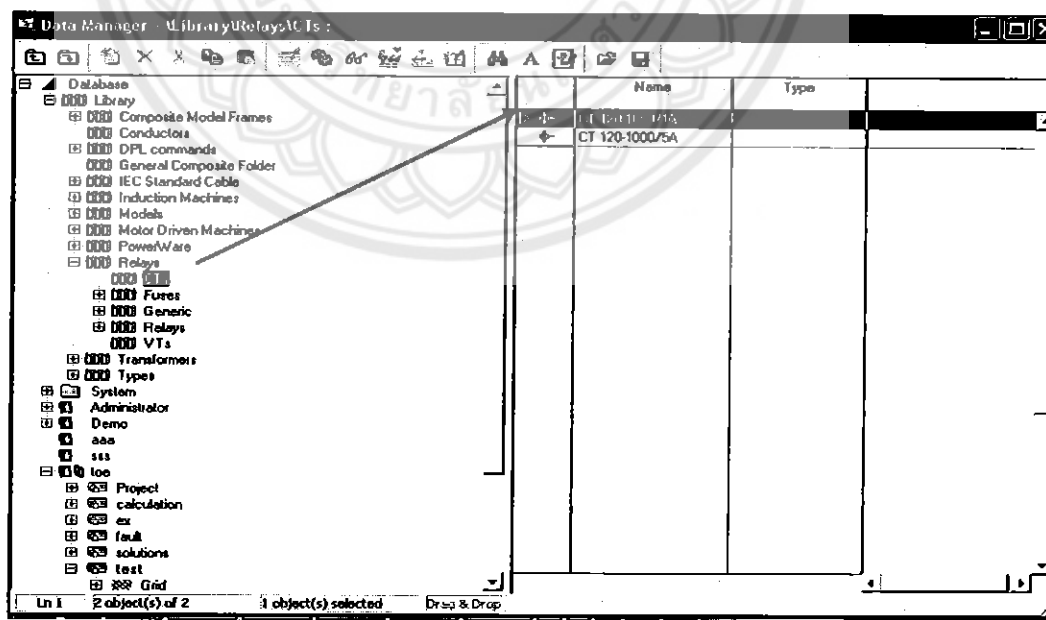 Data Manager - \Library\Relays\CTs :
Name Type
Database
Library
Composite Model Frames
Conductors
DPL commands
General Composite Folder
IEC Standard Cable
Induction Machines
Models
Motor Driven Machines
PowerWare
Relays
Fuses
Generic
Relays
VTs
Transformers
Types
System
Administrator
Demo
aaa
sss
toe
Project
calculation
ex
fault
solutions
test
Grid
CT 120-1000/5A
Ln 1 2 object(s) of 2 1 object(s) selected Drag & Drop